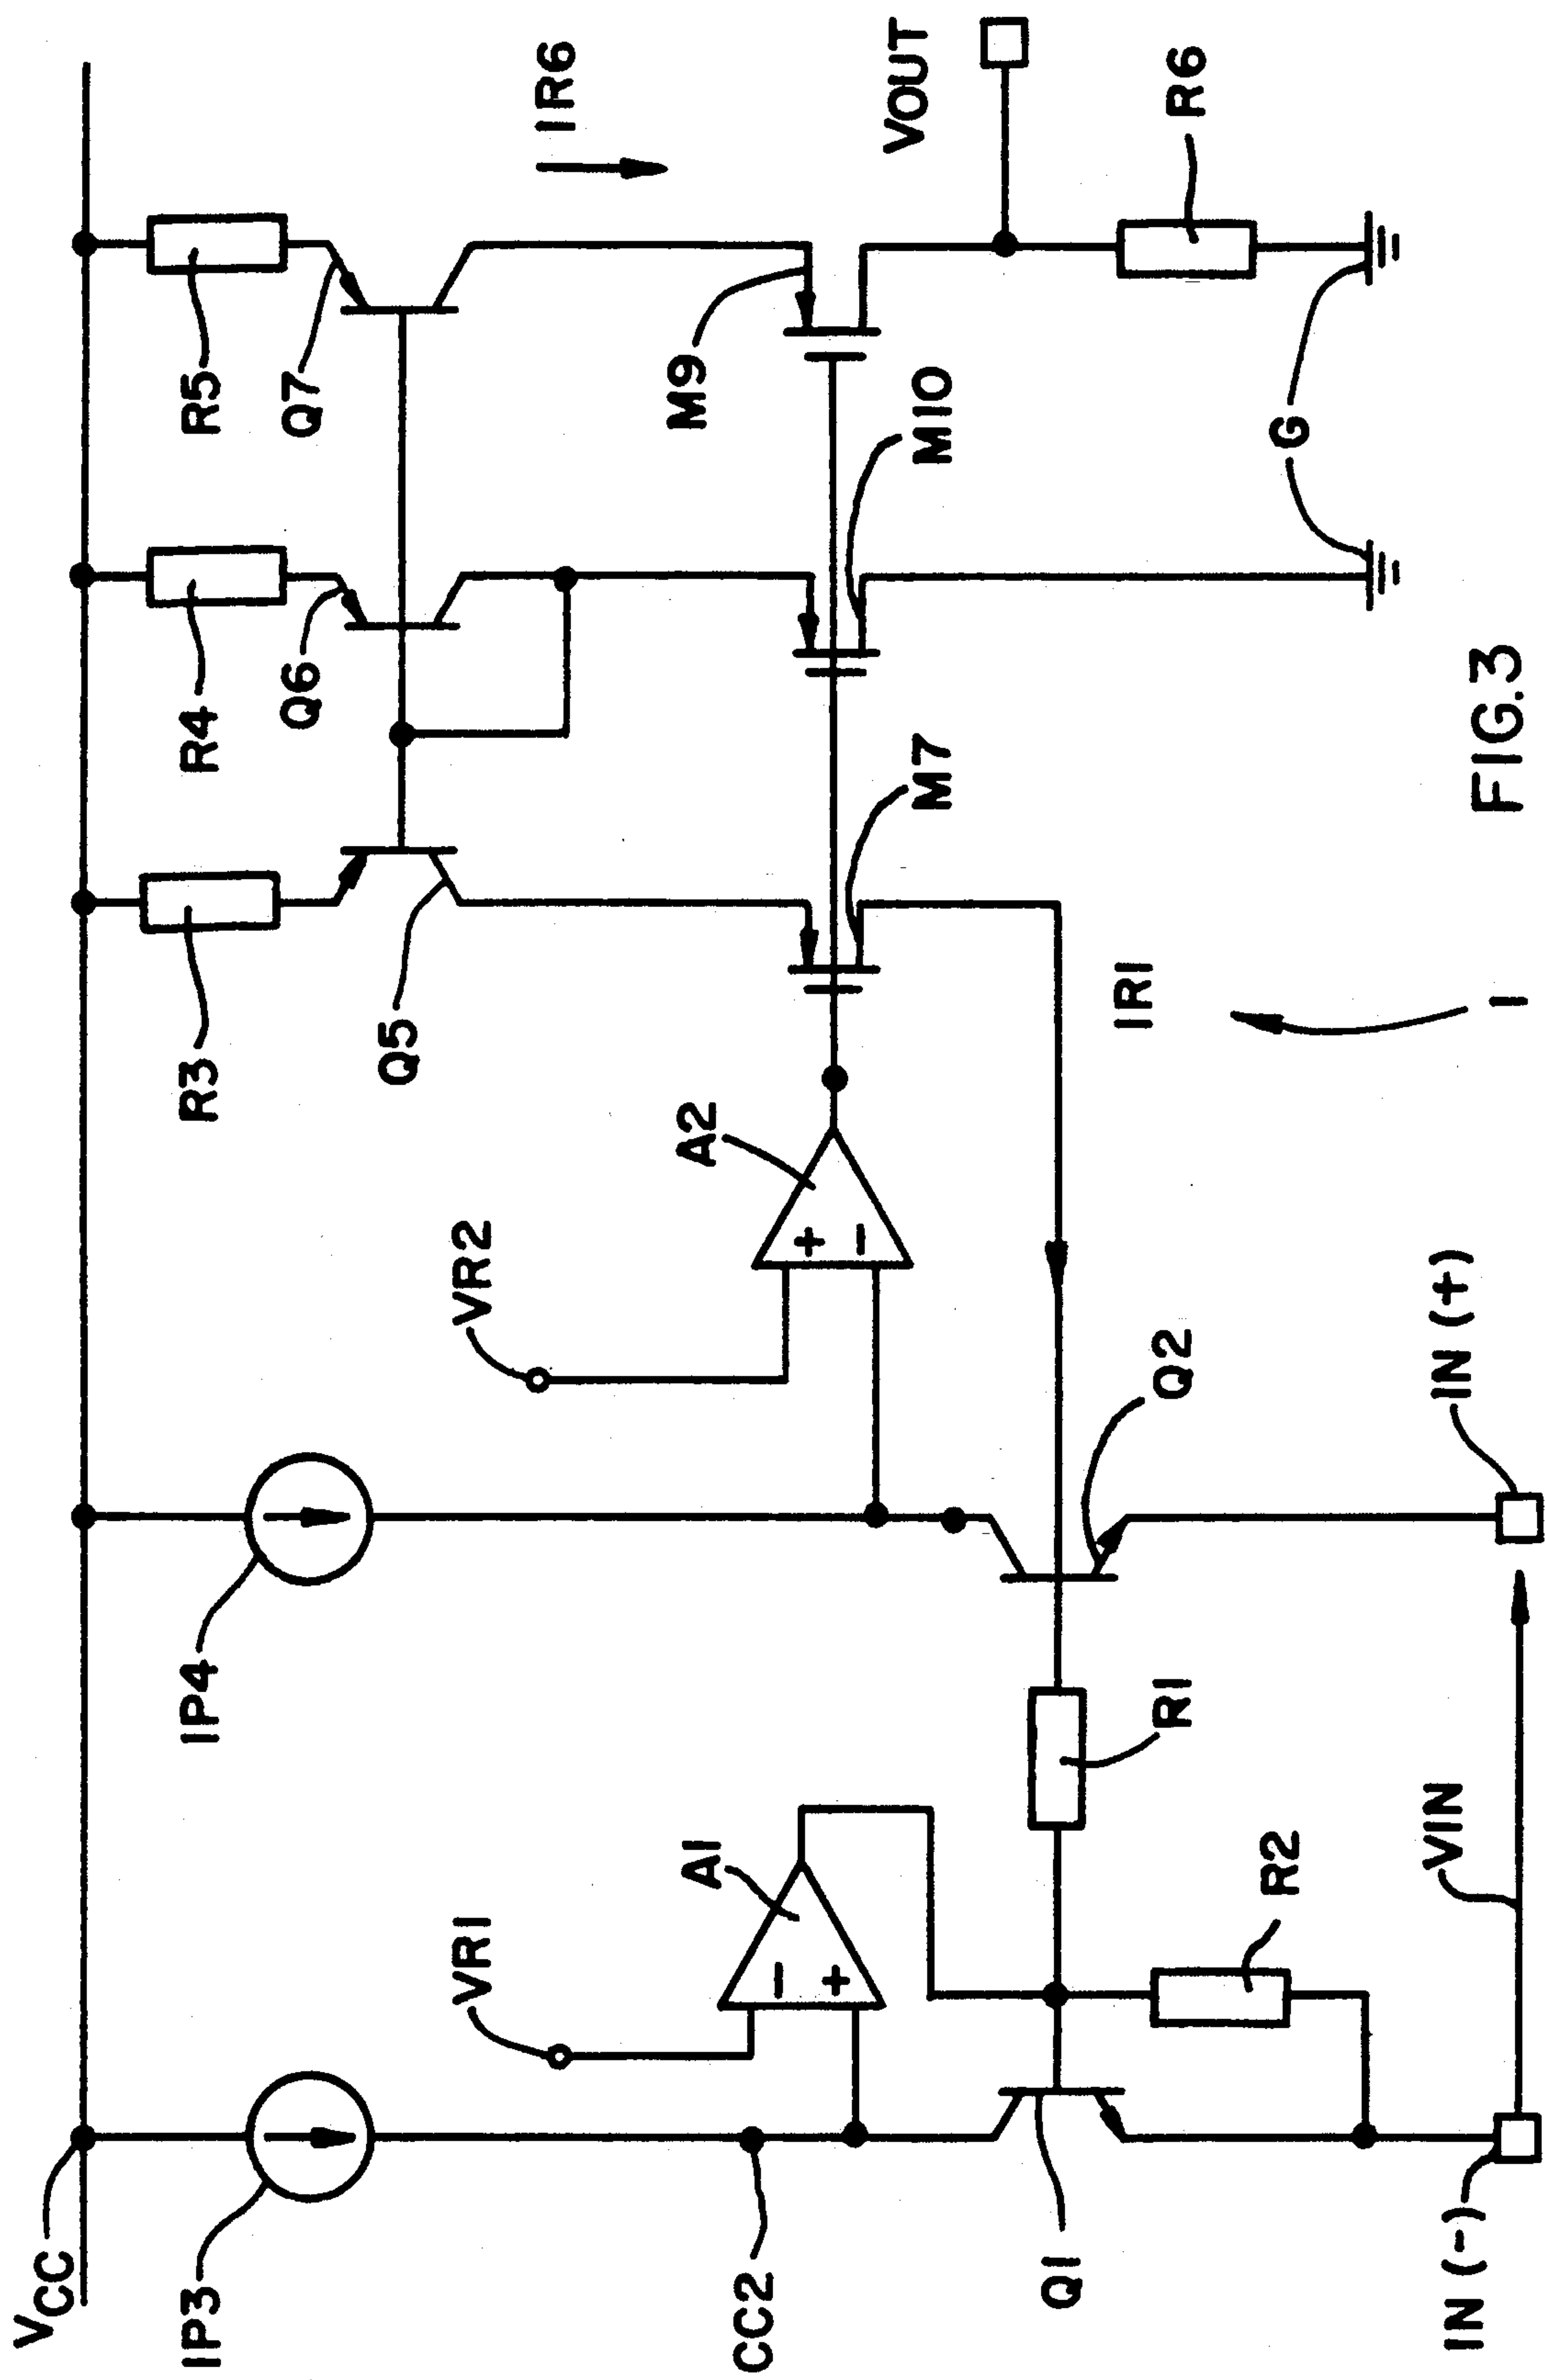 VCC
IP3
IP4
R3
R4
R5
Q5
Q6
Q7
IR6
CC2
VR1
A1
- +
VR2
A2
+ -
M7
M10
M9
VOUT
Q1
R1
Q2
IR1
R2
R6
IN (-)
VIN
IN (+)
1
G
FIG.3